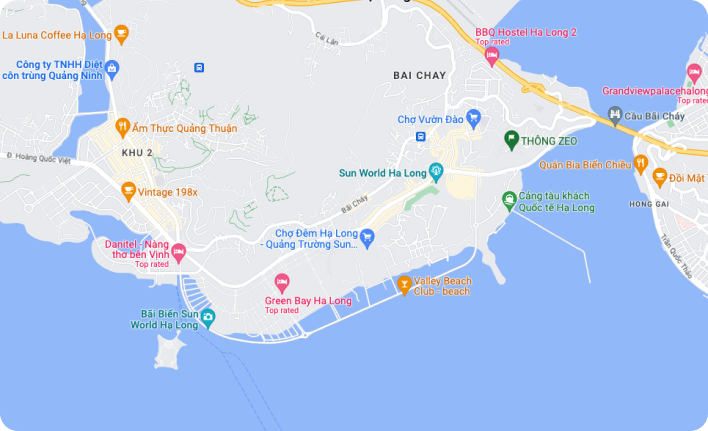 BBQ Hostel Ha Long 2
Top rated
La Luna Coffee Hạ Long
Cái Lân
Công ty TNHH Diệt
côn trùng Quảng Ninh
BAI CHAY
Grandviewpalacehalong
Top rated
Chợ Vườn Đào
Cầu Bãi Cháy
Ẩm Thực Quảng Thuận
THÔNG ZEO
KHU 2
Đ. Hoàng Quốc Việt
Quán Bia Biển Chiều
Sun World Hạ Long
Đồi Mật
Vintage 198x
Bãi Cháy
Cảng tàu khách
Quốc tế Hạ Long
HONG GAI
Chợ Đêm Hạ Long
- Quảng Trường Sun...
Trần Quốc Thảo
Danitel - Nàng
thơ bên Vịnh
Top rated
Valley Beach
Club - beach
Green Bay Ha Long
Top rated
Bãi Biển Sun
World Hạ Long